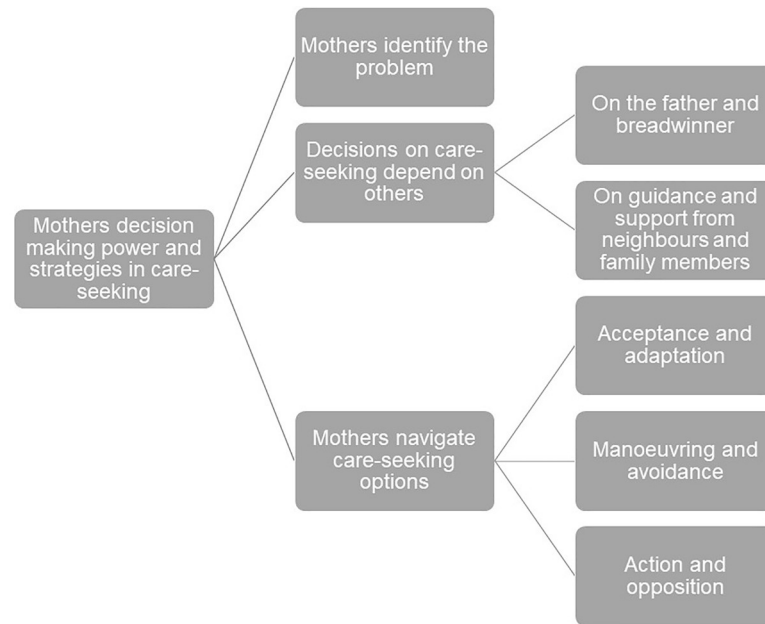 Mothers decision
making power and
strategies in care-
seeking
Mothers identify the
problem
Decisions on care-
seeking depend on
others
On the father and
breadwinner
On guidance and
support from
neighbours and
family members
Mothers navigate
care-seeking
options
Acceptance and
adaptation
Manoeuvring and
avoidance
Action and
opposition